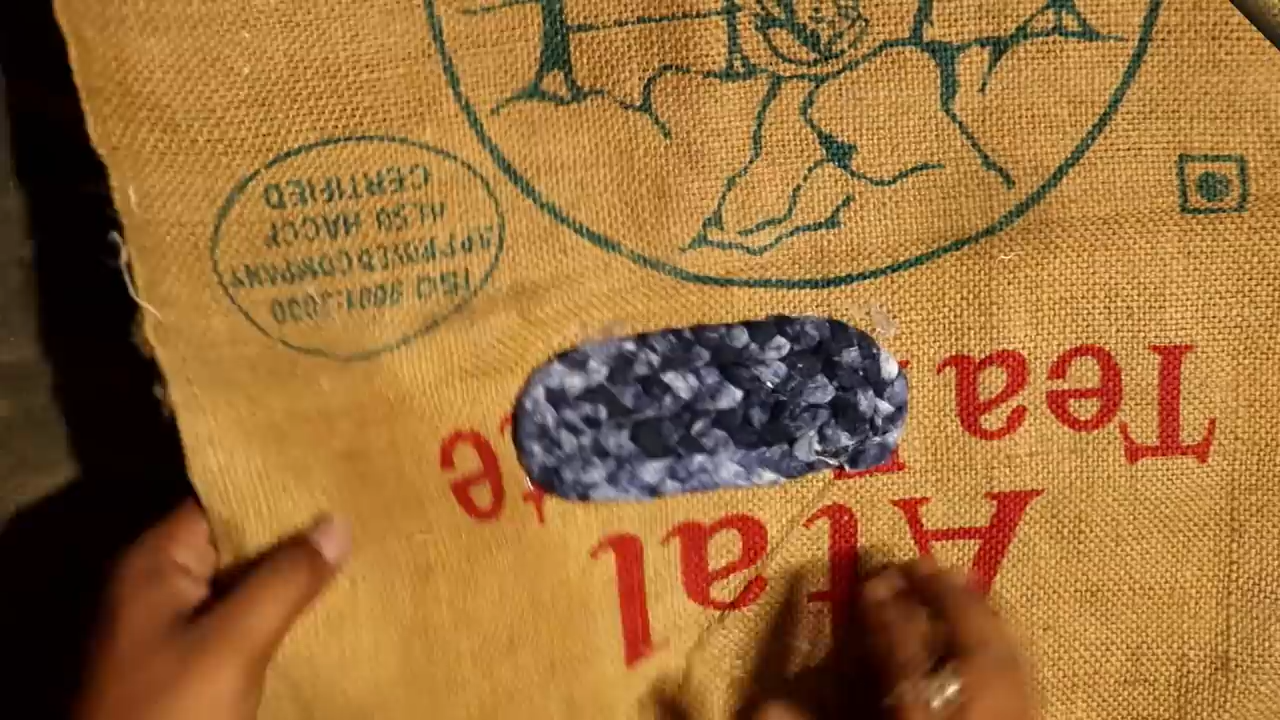 Atal
Tea
ISO 9001:2000
APPROVED COMPANY
ALSO HACCP
CERTIFIED